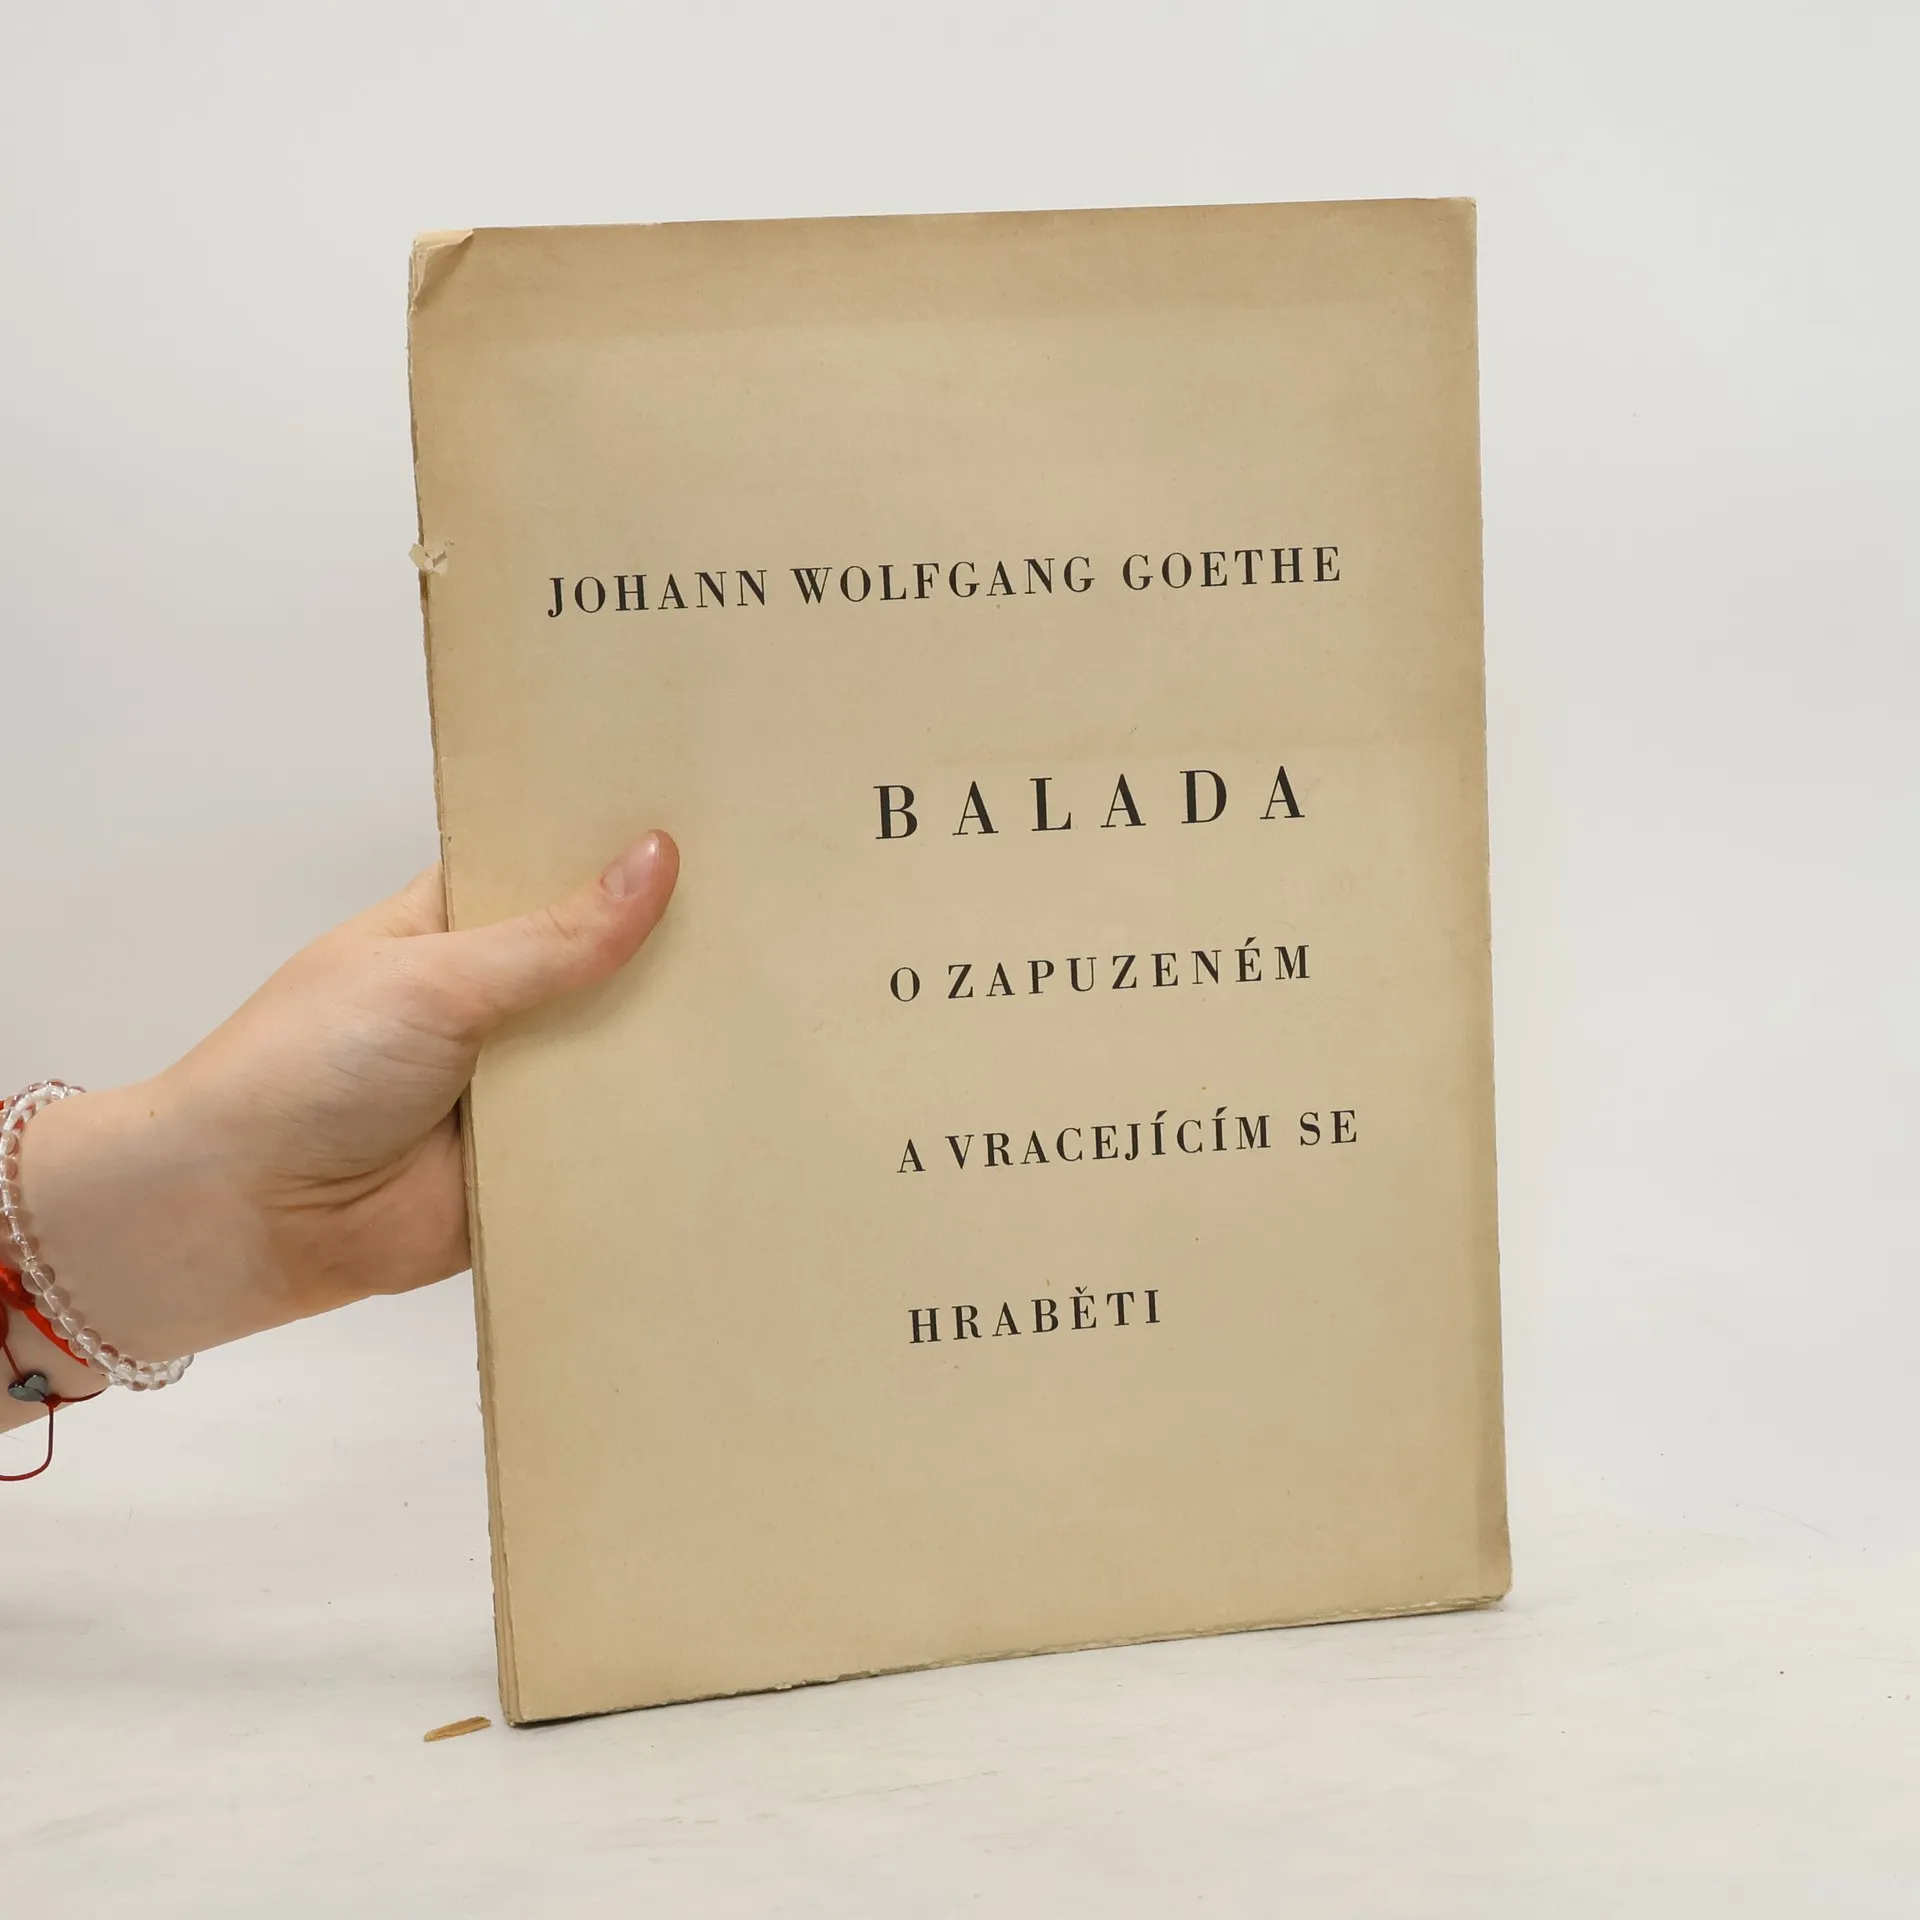 JOHANN WOLFGANG GOETHE
BALADA
O ZAPUZENÉM
A VRACEJÍCÍM SE
HRABĚTI